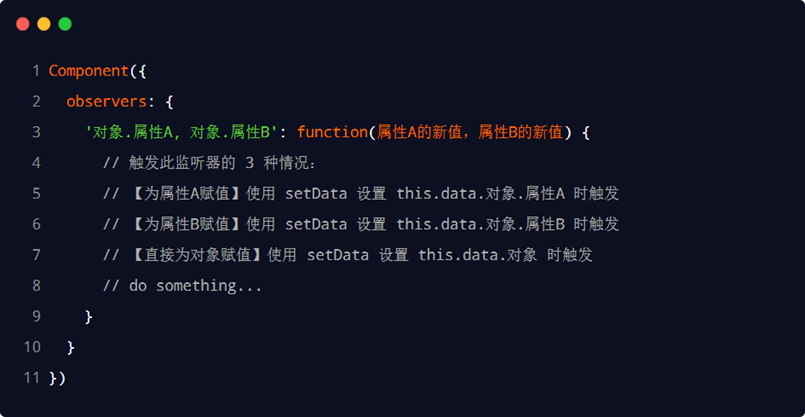 1 Component({
2 observers: {
3 '对象.属性A, 对象.属性B': function(属性A的新值, 属性B的新值) {
4 // 触发此监听器的 3 种情况:
5 // 【为属性A赋值】使用 setData 设置 this.data.对象.属性A 时触发
6 // 【为属性B赋值】使用 setData 设置 this.data.对象.属性B 时触发
7 // 【直接为对象赋值】使用 setData 设置 this.data.对象 时触发
8 // do something...
9 }
10 }
11 })